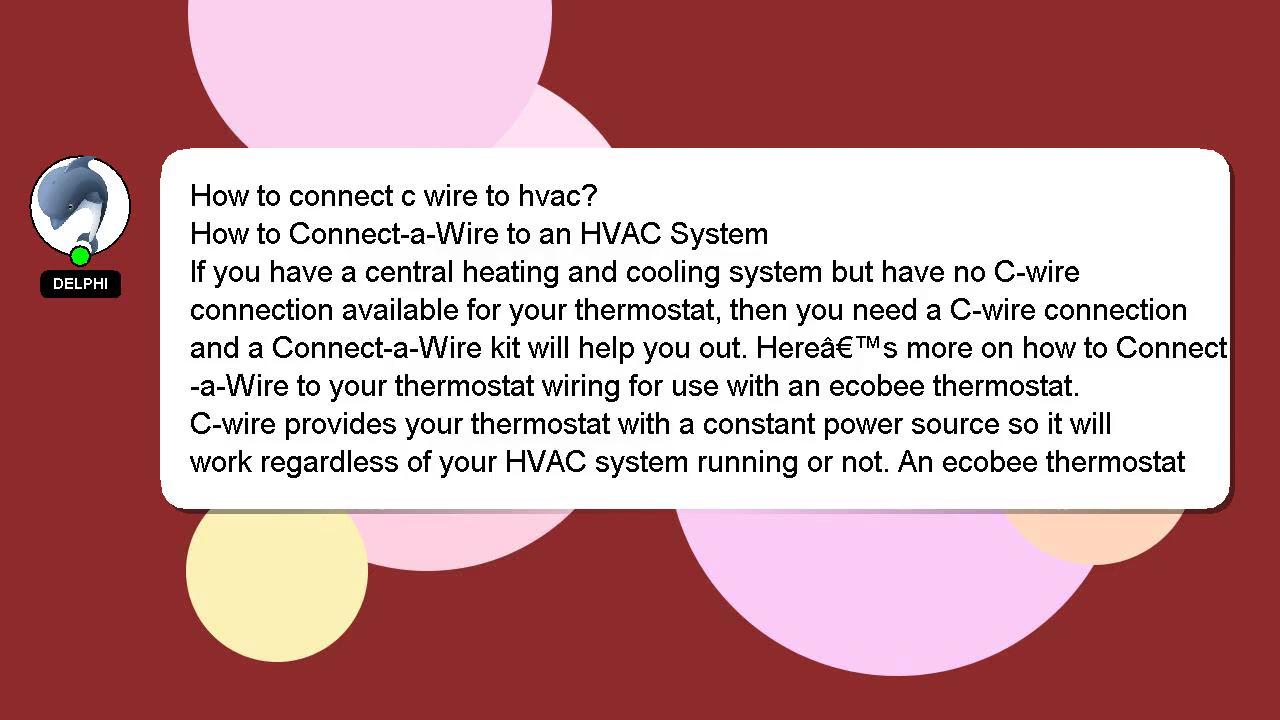 How to connect c wire to hvac?
How to Connect-a-Wire to an HVAC System
If you have a central heating and cooling system but have no C-wire
connection available for your thermostat, then you need a C-wire connection
and a Connect-a-Wire kit will help you out. Hereâ€™s more on how to Connect
-a-Wire to your thermostat wiring for use with an ecobee thermostat.
C-wire provides your thermostat with a constant power source so it will
work regardless of your HVAC system running or not. An ecobee thermostat
DELPHI